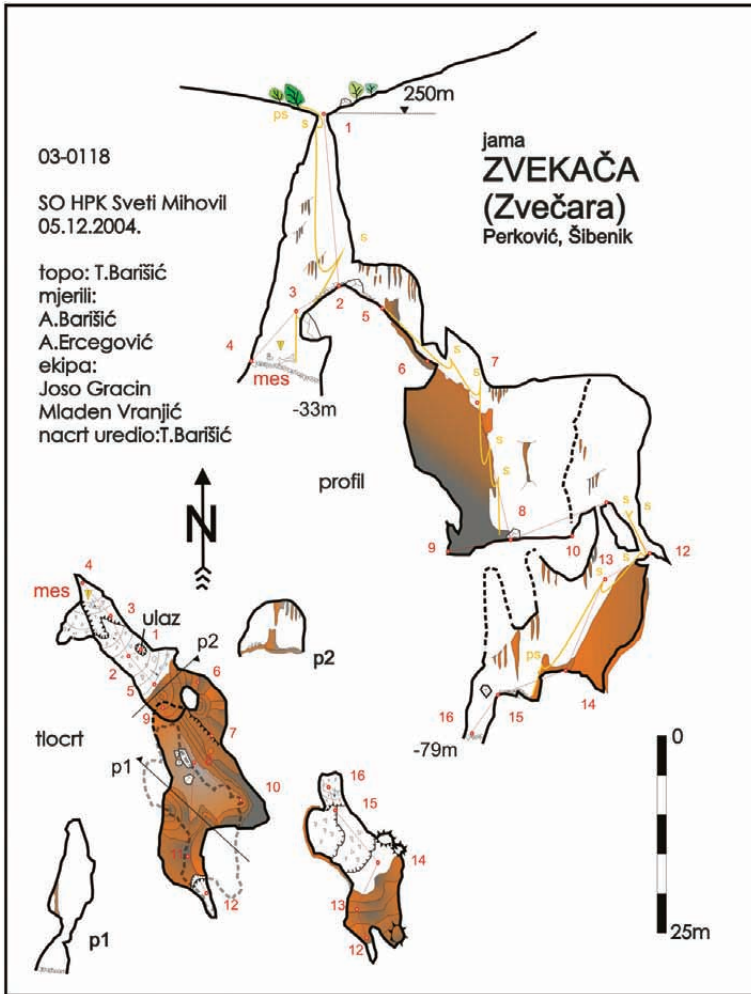 250m
ps
s
1
jama
ZVEKAČA
(Zvečara)
Perković, Šibenik
03-0118
SO HPK Sveti Mihovil
05.12.2004.
topo: T.Barišić
mjerili:
A.Barišić
A.Ercegović
ekipa:
Joso Gracin
Mladen Vranjić
nacrt uredio:T.Barišić
s
3
2
5
4
mes
-33m
6
s
7
s
s
s
profil
8
9
10
s
s
12
13
s
ps
14
15
16
-79m
N
4
mes
3
ulaz
1
p2
2
5
6
9
7
8
tlocrt
p1
10
11
12
p2
16
15
14
13
12
p1
0
25m